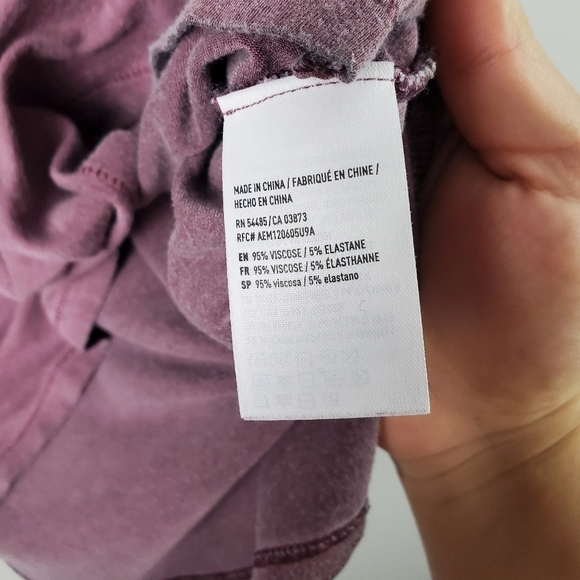 MADE IN CHINA / FABRIQUÉ EN CHINE /
HECHO EN CHINA
RN 54485/CA 03873
RFC# AEM120605U9A
EN 95% VISCOSE / 5% ELASTANE
FR 95% VISCOSE / 5% ÉLASTHANNE
SP 95% viscosa / 5% elastano